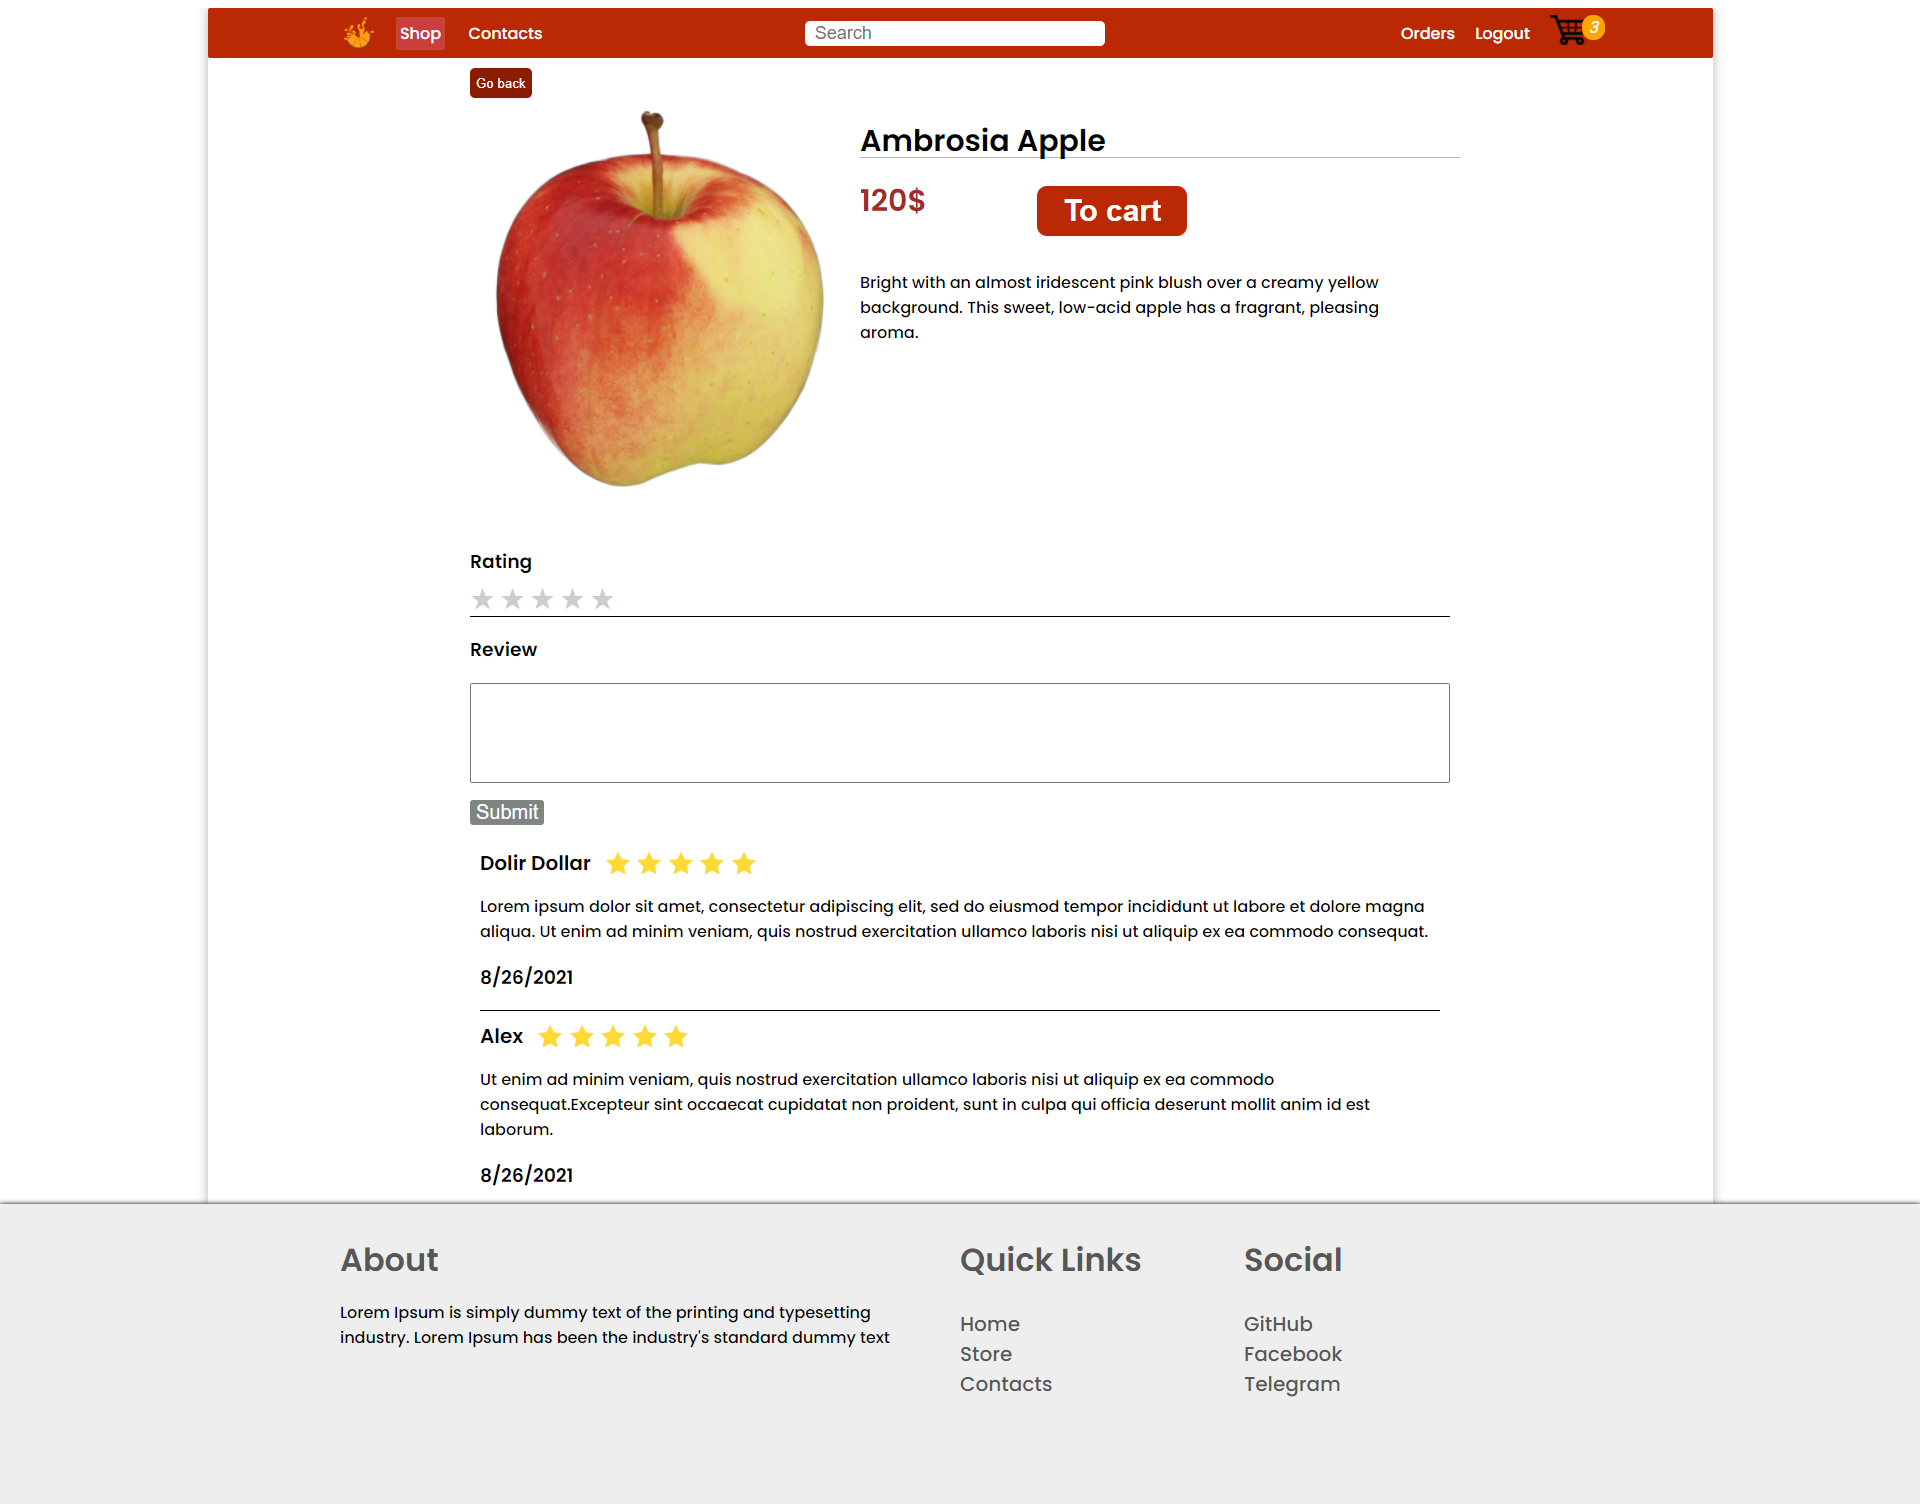 Shop
Contacts
Search
Orders
Logout
3
Go back
Ambrosia Apple
120$
To cart
Bright with an almost iridescent pink blush over a creamy yellow
background. This sweet, low-acid apple has a fragrant, pleasing
aroma.
Rating
Review
Submit
Dolir Dollar
Lorem ipsum dolor sit amet, consectetur adipiscing elit, sed do eiusmod tempor incididunt ut labore et dolore magna
aliqua. Ut enim ad minim veniam, quis nostrud exercitation ullamco laboris nisi ut aliquip ex ea commodo consequat.
8/26/2021
Alex
Ut enim ad minim veniam, quis nostrud exercitation ullamco laboris nisi ut aliquip ex ea commodo
consequat.Excepteur sint occaecat cupidatat non proident, sunt in culpa qui officia deserunt mollit anim id est
laborum.
8/26/2021
About
Lorem Ipsum is simply dummy text of the printing and typesetting
industry. Lorem Ipsum has been the industry's standard dummy text
Quick Links
Home
Store
Contacts
Social
GitHub
Facebook
Telegram